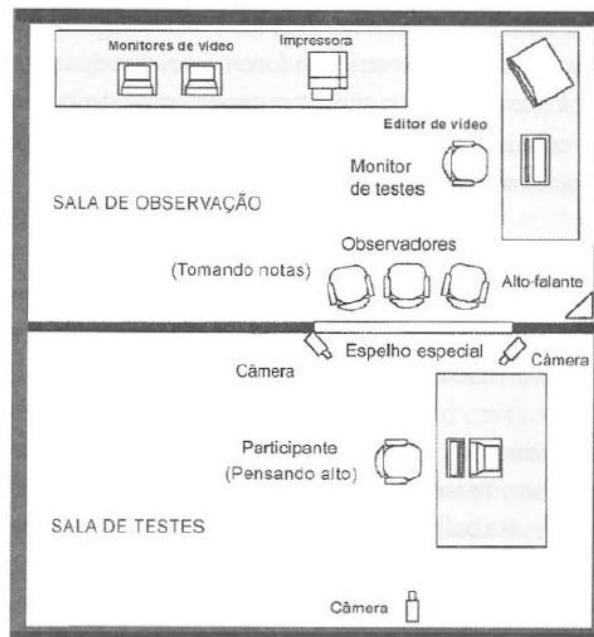 Monitores de vídeo
Impressora
Editor de vídeo
Monitor
de testes
SALA DE OBSERVAÇÃO
Observadores
(Tomando notas)
Alto-falante
Espelho especial
Câmera
Câmera
Participante
(Pensando alto)
SALA DE TESTES
Câmera